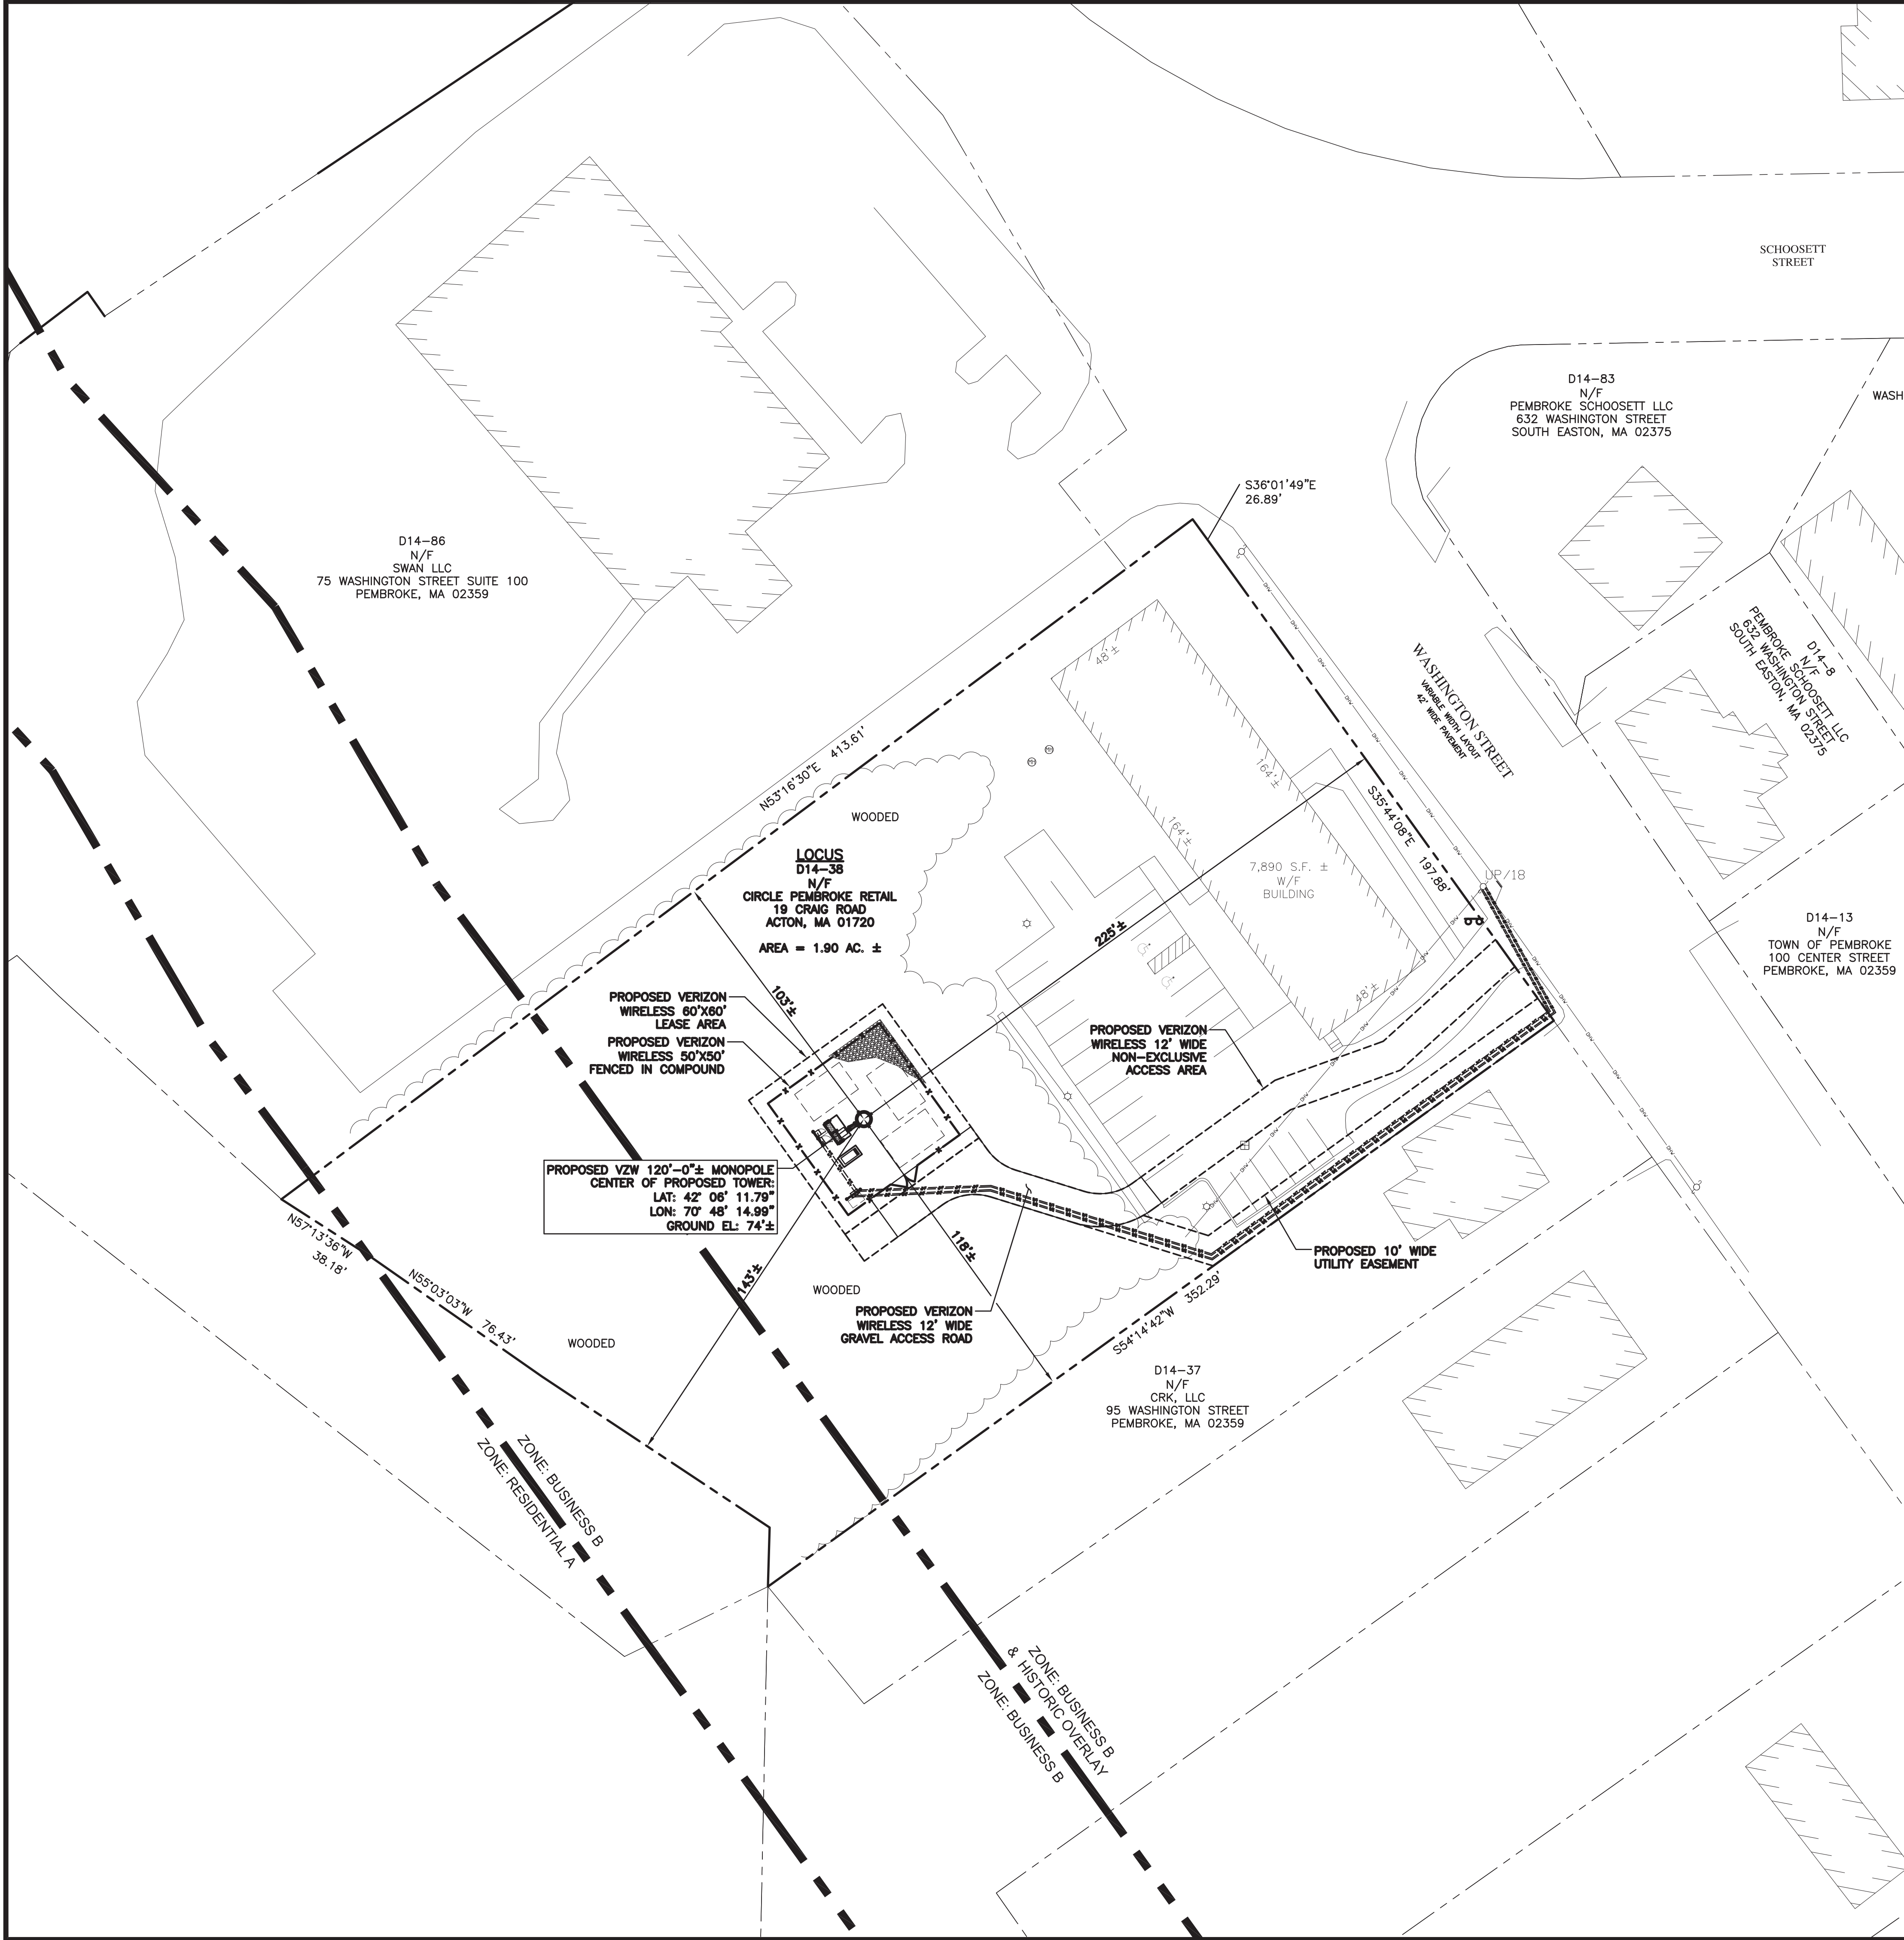 SCHOOSETT
STREET
D14-83
N/F
PEMBROKE SCHOOSETT LLC
632 WASHINGTON STREET
SOUTH EASTON, MA 02375
WASH
S36°01'49"E
26.89'
D14-86
N/F
SWAN LLC
75 WASHINGTON STREET SUITE 100
PEMBROKE, MA 02359
D14-8
N/F
PEMBROKE SCHOOSETT LLC
632 WASHINGTON STREET
SOUTH EASTON, MA 02375
WASHINGTON STREET
VARIABLE WIDTH LAYOUT
42' WIDE PAVEMENT
48'±
164'±
164'±
48'±
N53°16'30"E 413.61'
S35°44'08"E 197.88'
WOODED
LOCUS
D14-38
N/F
CIRCLE PEMBROKE RETAIL
19 CRAIG ROAD
ACTON, MA 01720
AREA = 1.90 AC. ±
7,890 S.F. ±
W/F
BUILDING
UP/18
D14-13
N/F
TOWN OF PEMBROKE
100 CENTER STREET
PEMBROKE, MA 02359
225'±
103'±
PROPOSED VERIZON
WIRELESS 60'X60'
LEASE AREA
PROPOSED VERIZON
WIRELESS 50'X50'
FENCED IN COMPOUND
PROPOSED VERIZON
WIRELESS 12' WIDE
NON-EXCLUSIVE
ACCESS AREA
PROPOSED VZW 120'-0"± MONOPOLE
CENTER OF PROPOSED TOWER:
LAT: 42° 06' 11.79"
LON: 70° 48' 14.99"
GROUND EL: 74'±
N57°13'36"W
38.18'
N55°03'03"W 76.43'
143'±
118'±
WOODED
WOODED
PROPOSED VERIZON
WIRELESS 12' WIDE
GRAVEL ACCESS ROAD
PROPOSED 10' WIDE
UTILITY EASEMENT
S54°14'42"W 352.29'
D14-37
N/F
CRK, LLC
95 WASHINGTON STREET
PEMBROKE, MA 02359
ZONE: BUSINESS B
ZONE: RESIDENTIAL A
ZONE: BUSINESS B
& HISTORIC OVERLAY
ZONE: BUSINESS B